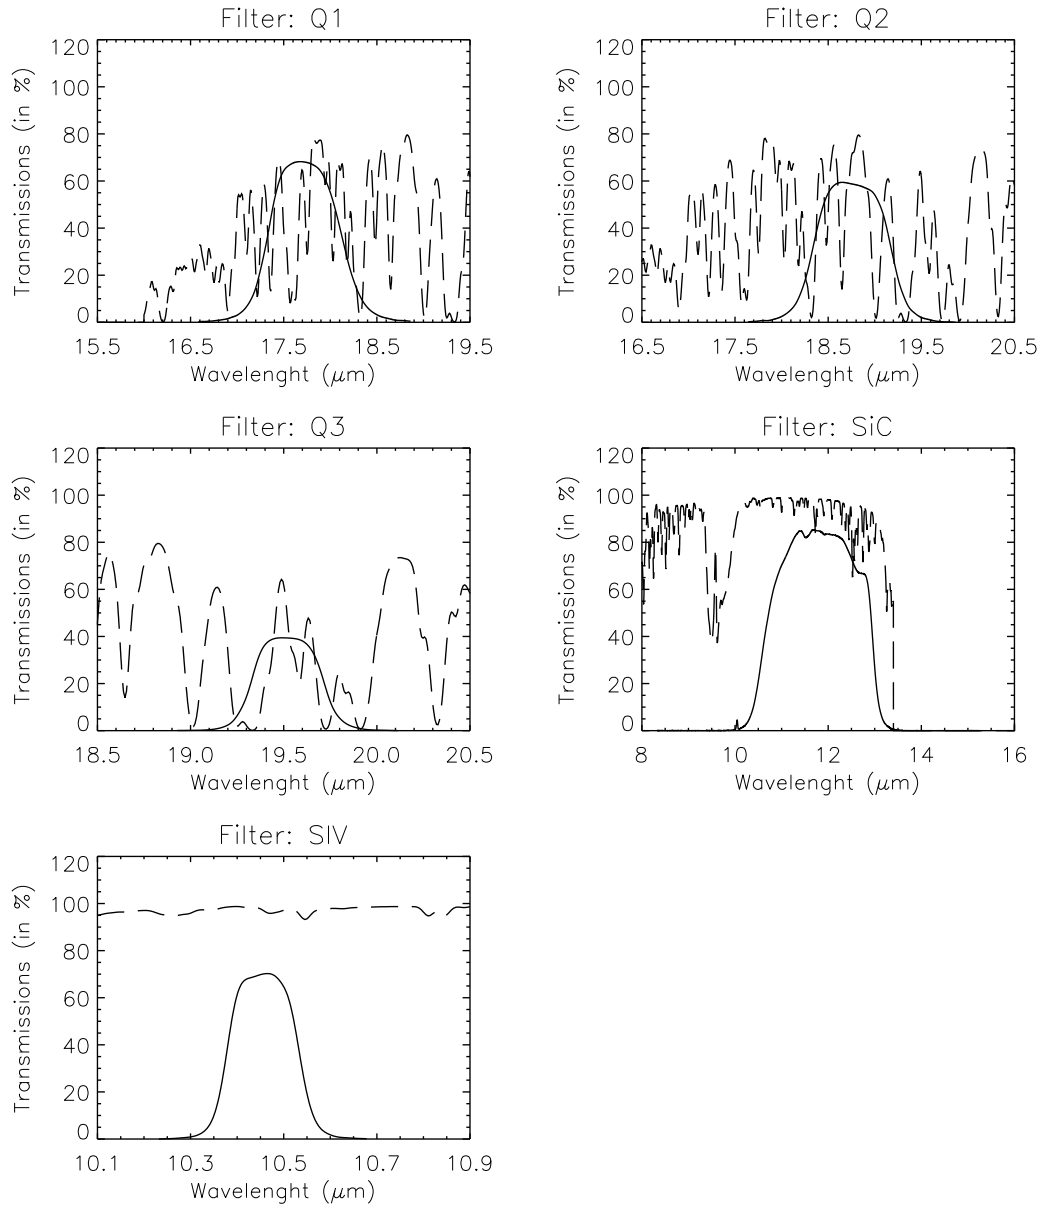 Filter: Q1
120
100
80
60
40
20
0
Transmissions (in %)
15.5 16.5 17.5 18.5 19.5
Wavelenght (μm)
Filter: Q2
120
100
80
60
40
20
0
Transmissions (in %)
16.5 17.5 18.5 19.5 20.5
Wavelenght (μm)
Filter: Q3
120
100
80
60
40
20
0
Transmissions (in %)
18.5 19.0 19.5 20.0 20.5
Wavelenght (μm)
Filter: SiC
120
100
80
60
40
20
0
Transmissions (in %)
8 10 12 14 16
Wavelenght (μm)
Filter: SIV
120
100
80
60
40
20
0
Transmissions (in %)
10.1 10.3 10.5 10.7 10.9
Wavelenght (μm)